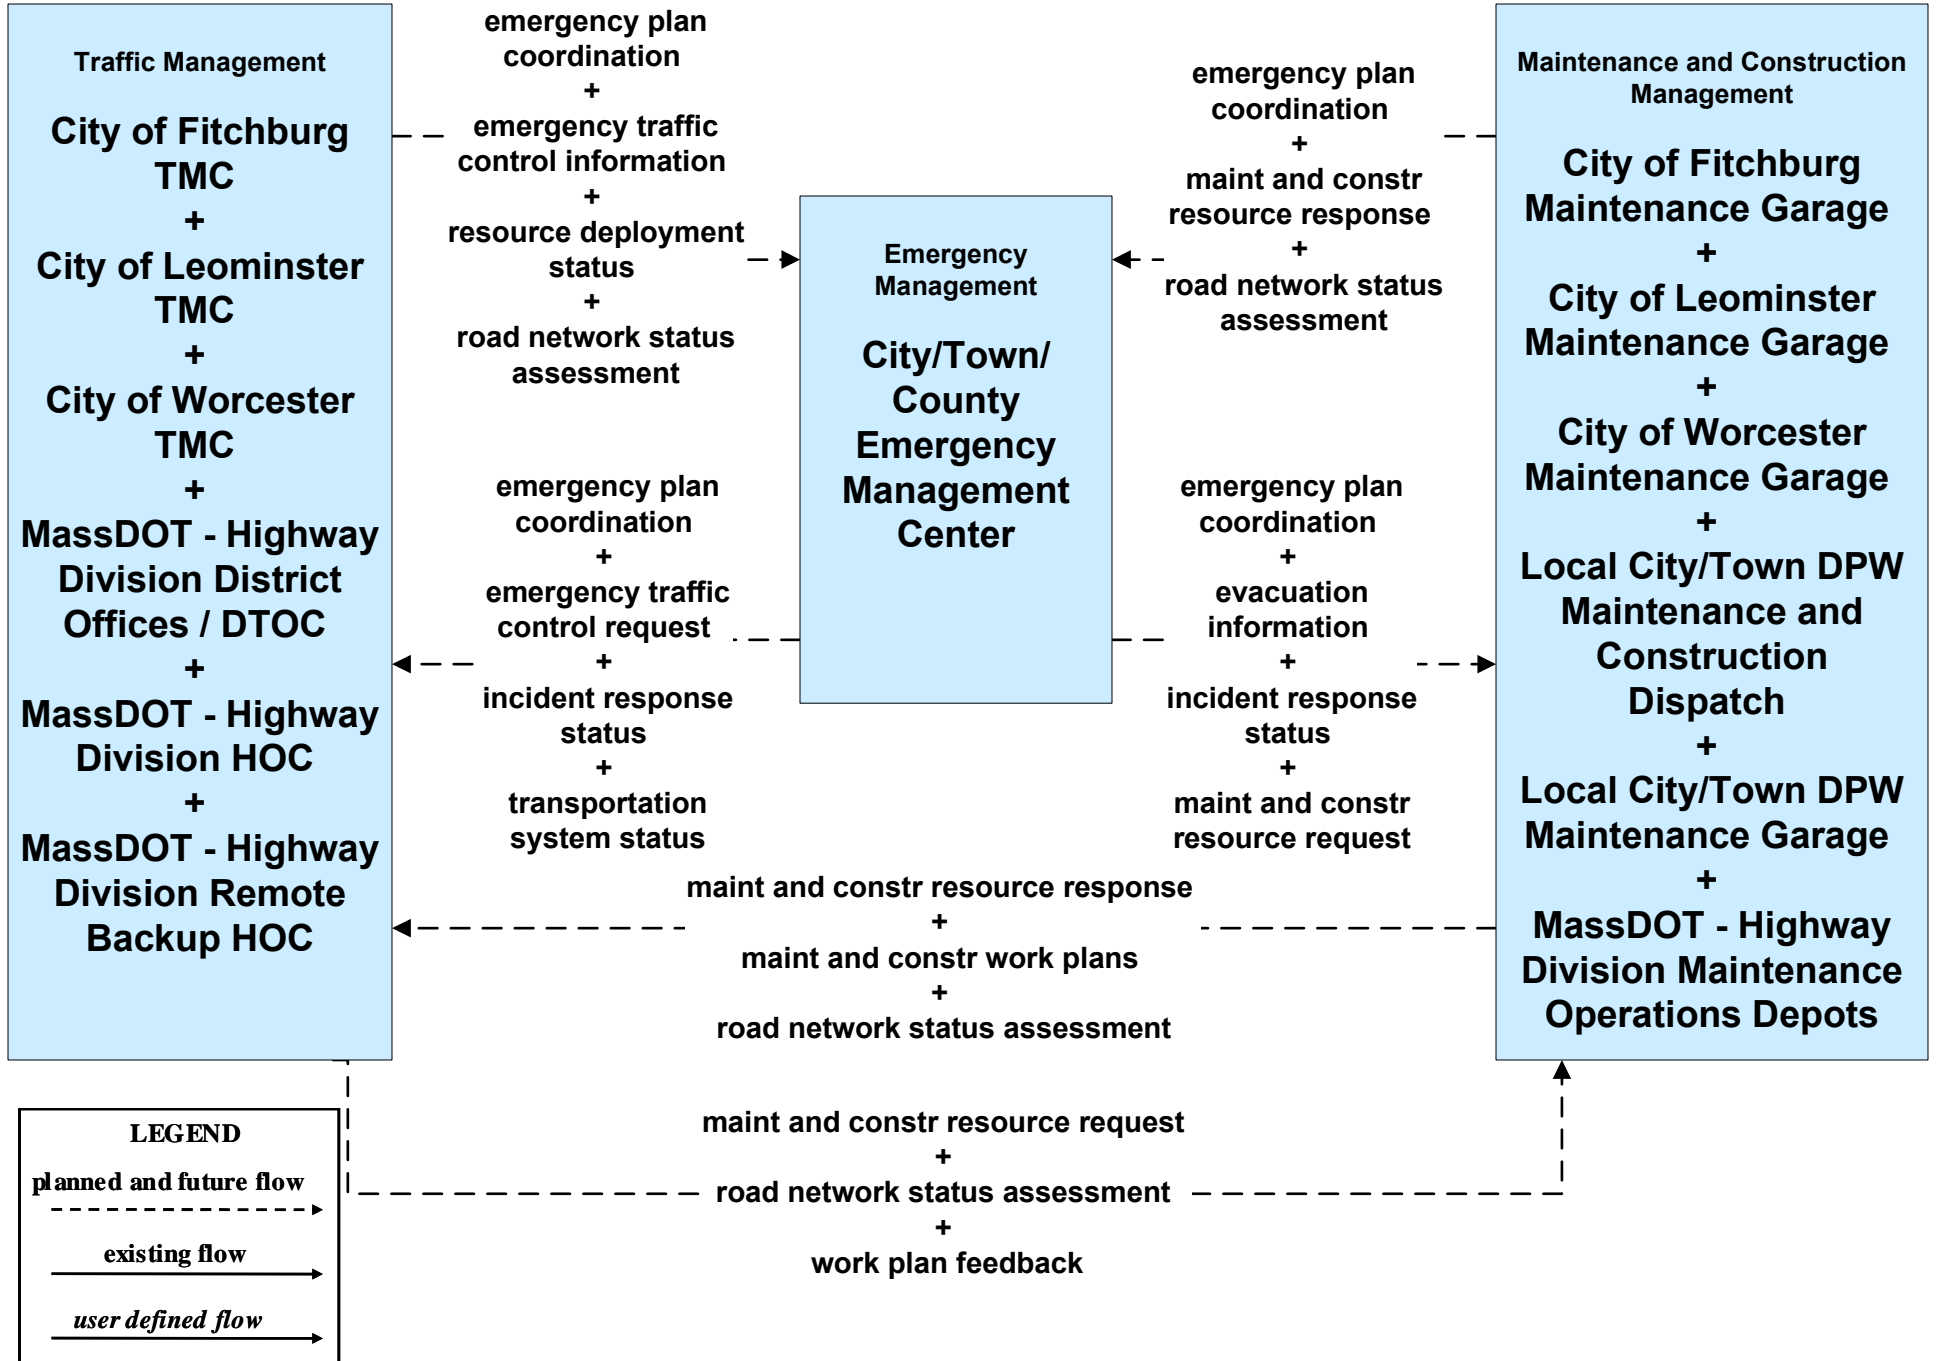 Traffic Management
City of Fitchburg
TMC
+
City of Leominster
TMC
+
City of Worcester
TMC
+
MassDOT - Highway
Division District
Offices / DTOC
+
MassDOT - Highway
Division HOC
+
MassDOT - Highway
Division Remote
Backup HOC
emergency plan
coordination
+
emergency traffic
control information
+
resource deployment
status
+
road network status
assessment
emergency plan
coordination
+
emergency traffic
control request
+
incident response
status
+
transportation
system status
Emergency
Management
City/Town/
County
Emergency
Management
Center
emergency plan
coordination
+
maint and constr
resource response
+
road network status
assessment
emergency plan
coordination
+
evacuation
information
+
incident response
status
+
maint and constr
resource request
Maintenance and Construction
Management
City of Fitchburg
Maintenance Garage
+
City of Leominster
Maintenance Garage
+
City of Worcester
Maintenance Garage
+
Local City/Town DPW
Maintenance and
Construction
Dispatch
+
Local City/Town DPW
Maintenance Garage
+
MassDOT - Highway
Division Maintenance
Operations Depots
maint and constr resource response
+
maint and constr work plans
+
road network status assessment
maint and constr resource request
+
road network status assessment
+
work plan feedback
LEGEND
planned and future flow
existing flow
user defined flow